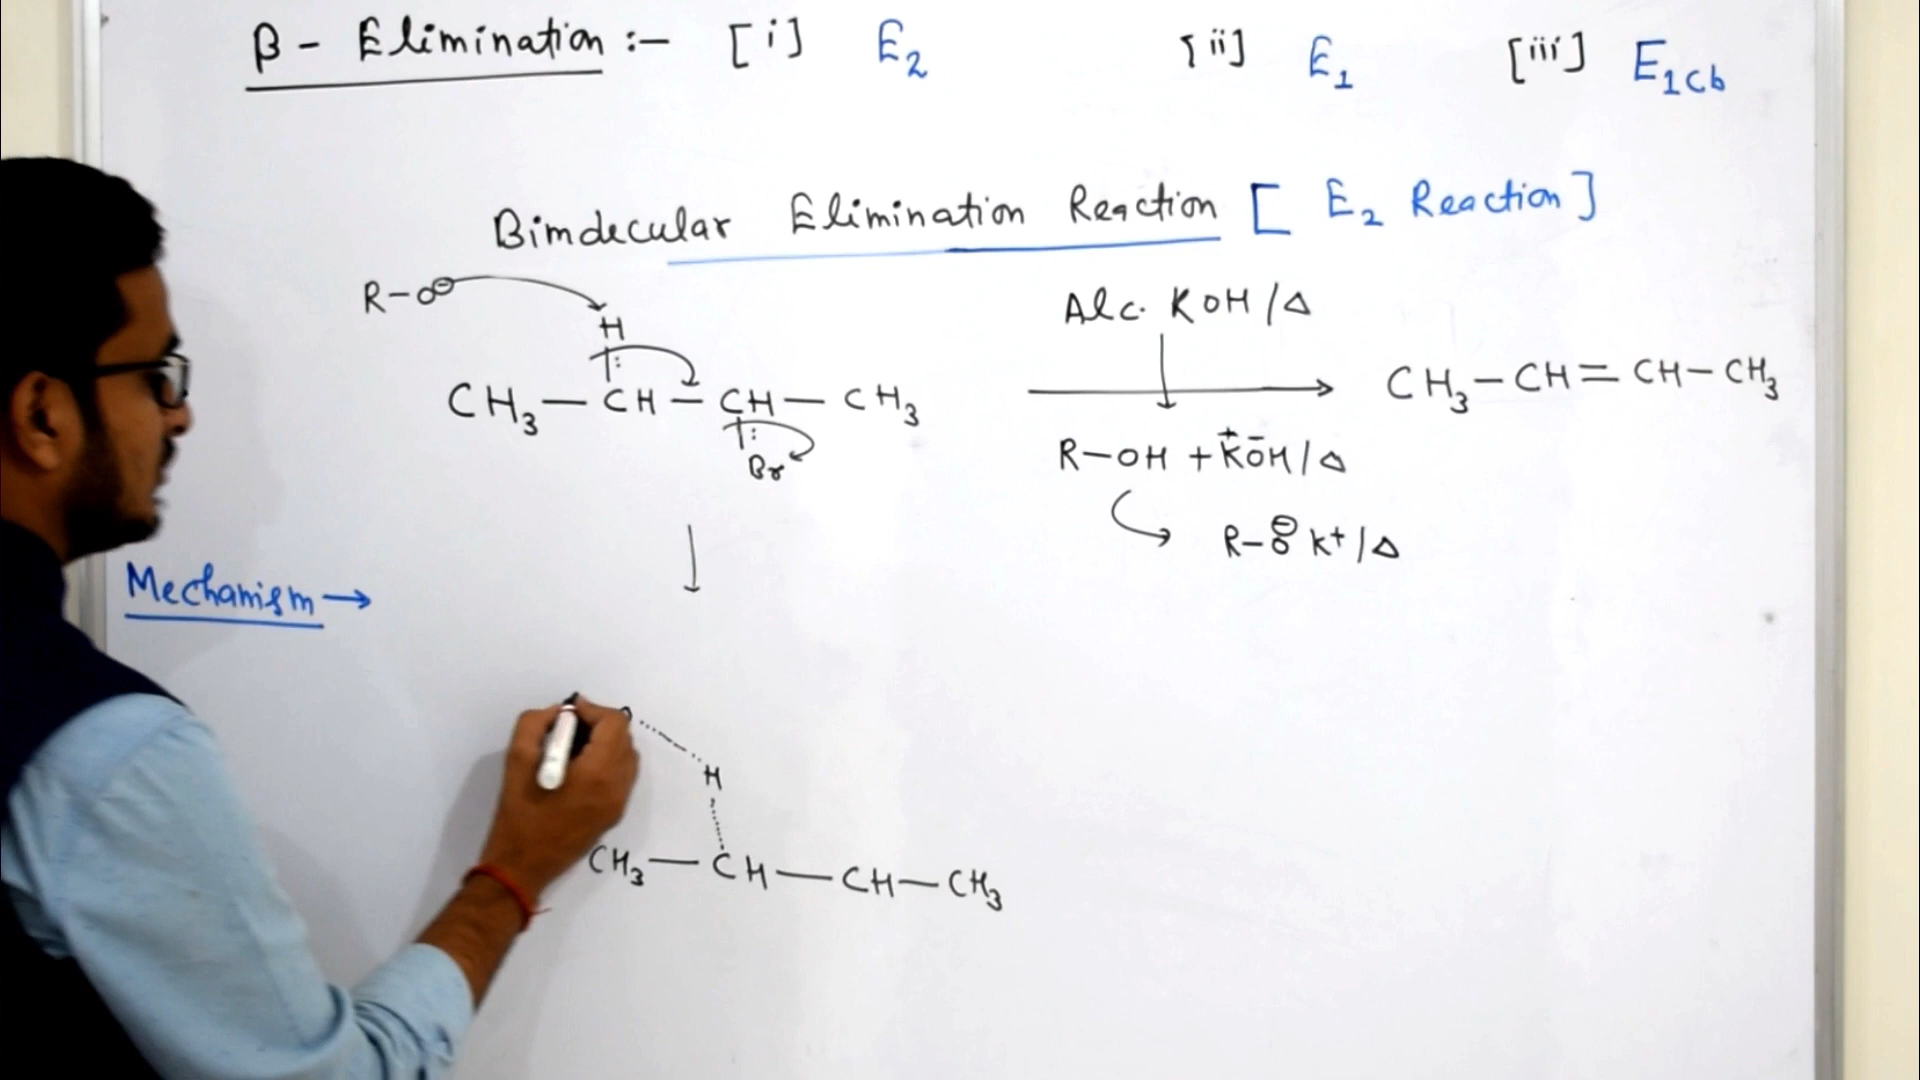 β - Elimination :- [i] E₂ [ii] E₁ [iii] E₁cb
Bimolecular Elimination Reaction [ E₂ Reaction ]
R-O⊖
H
Alc. KOH/Δ
CH₃-CH-CH-CH₃ → CH₃-CH=CH-CH₃
Br
R-OH + K⁺ŌH/Δ
R-O⊖ K⁺/Δ
Mechanism →
H
CH₃-CH-CH-CH₃